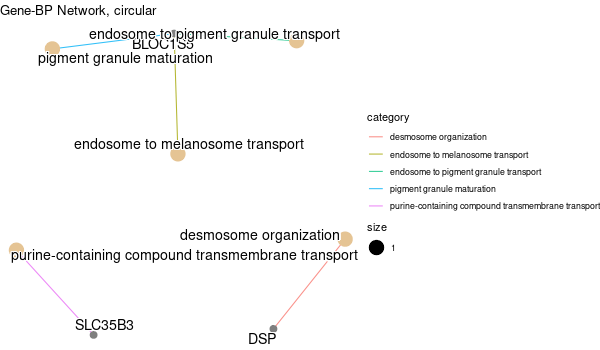 Gene-BP Network, circular
endosome to pigment granule transport
BLOC1S5
pigment granule maturation
endosome to melanosome transport
desmosome organization
purine-containing compound transmembrane transport
SLC35B3
DSP
category
desmosome organization
endosome to melanosome transport
endosome to pigment granule transport
pigment granule maturation
purine-containing compound transmembrane transport
size
1